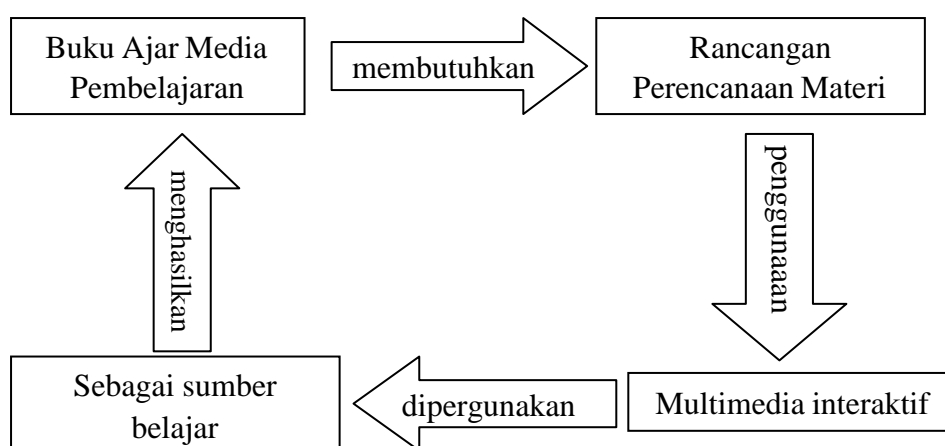 Buku Ajar Media
Pembelajaran
membutuhkan
Rancangan
Perencanaan Materi
penggunaaan
Multimedia interaktif
dipergunakan
Sebagai sumber
belajar
menghasilkan